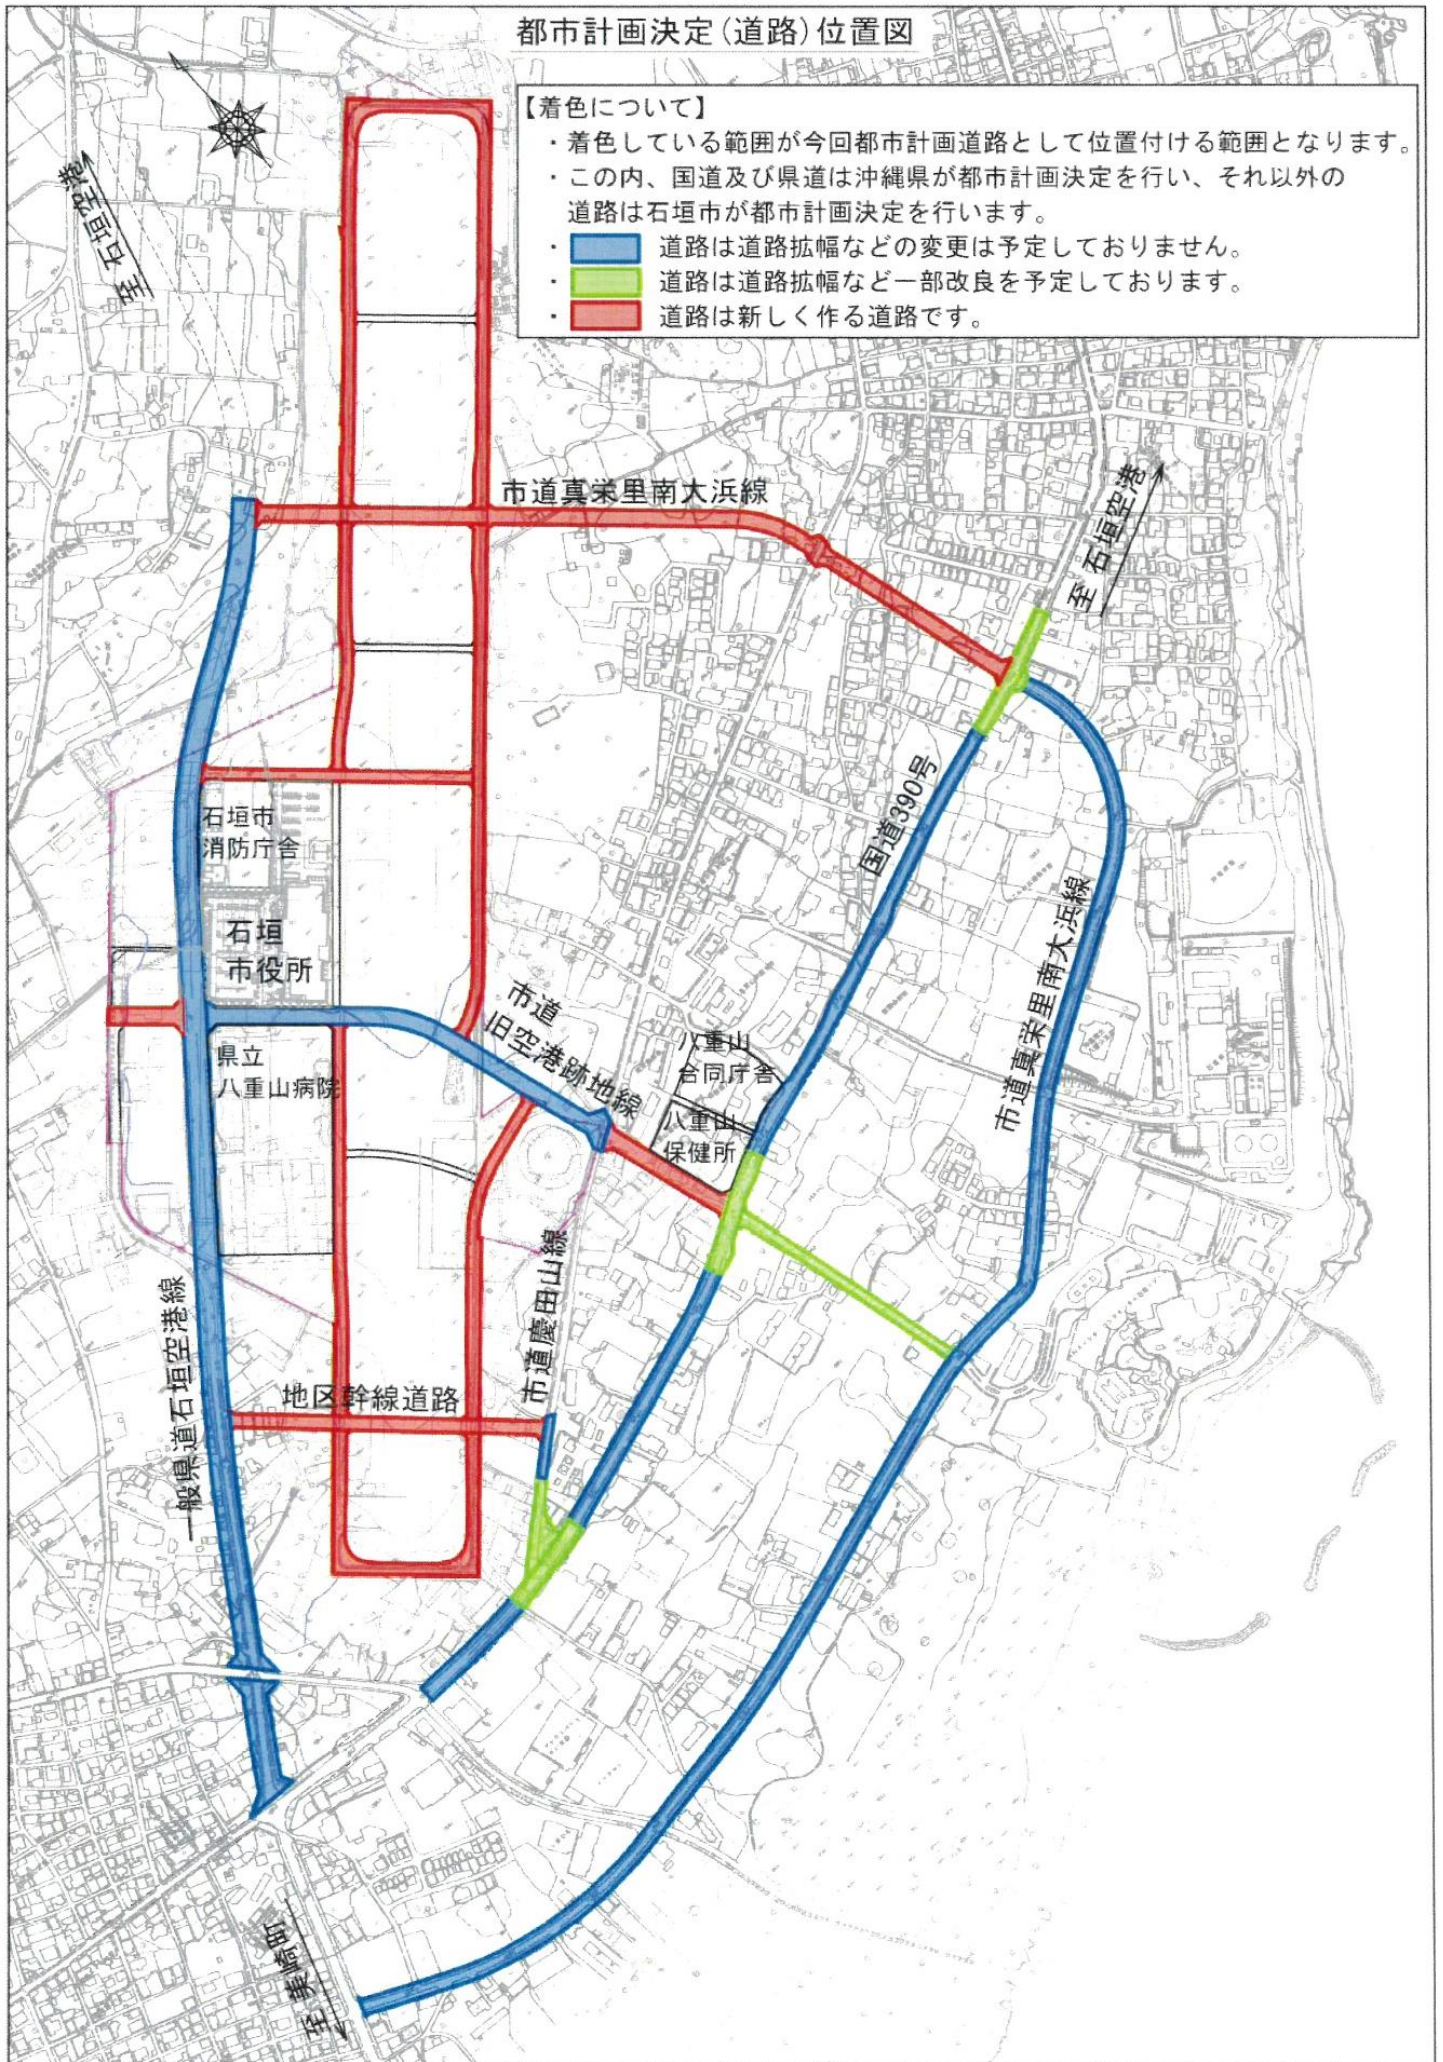 都市計画決定(道路)位置図
【着色について】
・着色している範囲が今回都市計画道路として位置付ける範囲となります。
・この内、国道及び県道は沖縄県が都市計画決定を行い、それ以外の
道路は石垣市が都市計画決定を行います。
・ 道路は道路拡幅などの変更は予定しておりません。
・ 道路は道路拡幅など一部改良を予定しております。
・ 道路は新しく作る道路です。
至 石垣空港
市道真栄里南大浜線
至 石垣空港
国道390号
石垣市
消防庁舎
石垣
市役所
市道真栄里南大浜線
市道
旧空港跡地線
八重山
合同庁舎
県立
八重山病院
八重山
保健所
市道慶田山線
一般県道石垣空港線
地区幹線道路
至 美崎町